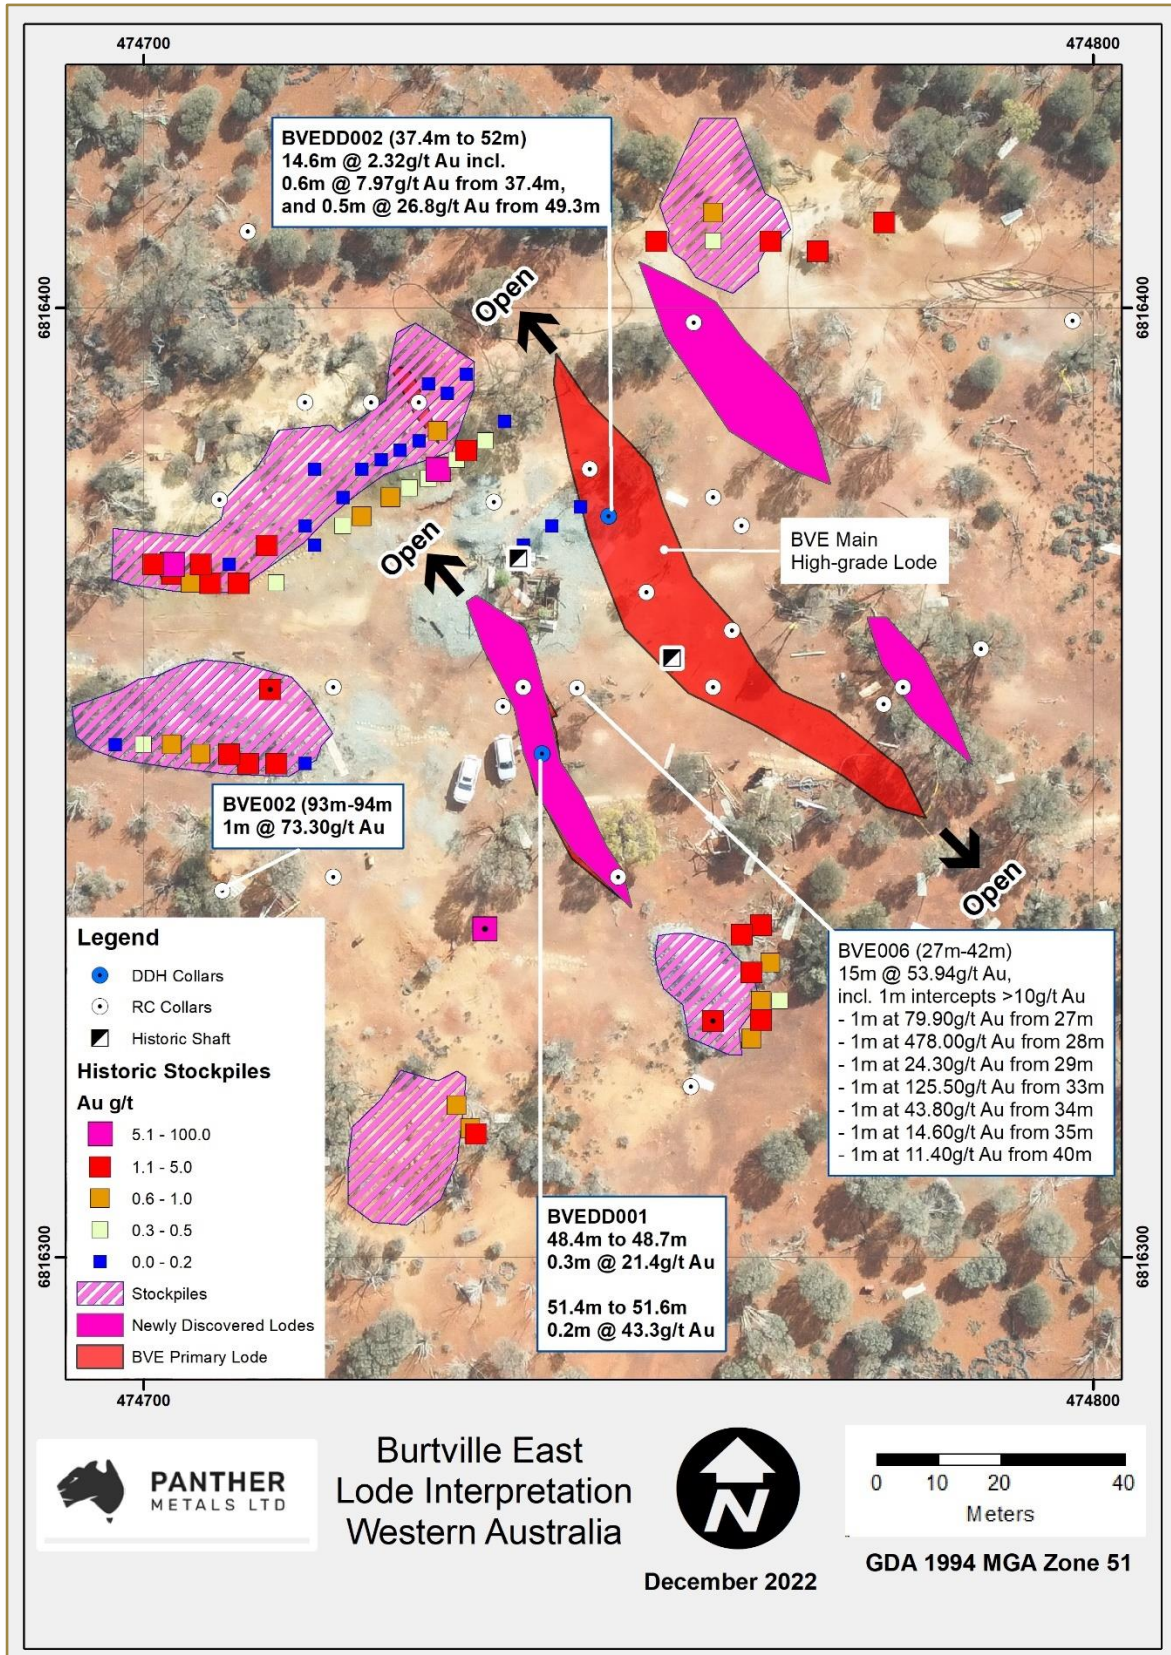 474700
474800
BVEDD002 (37.4m to 52m)
14.6m @ 2.32g/t Au incl.
0.6m @ 7.97g/t Au from 37.4m,
and 0.5m @ 26.8g/t Au from 49.3m
Open
6816400
6816400
Open
BVE Main
High-grade Lode
BVE002 (93m-94m
1m @ 73.30g/t Au
Open
Legend
DDH Collars
RC Collars
Historic Shaft
Historic Stockpiles
Au g/t
5.1 - 100.0
1.1 - 5.0
0.6 - 1.0
0.3 - 0.5
0.0 - 0.2
Stockpiles
Newly Discovered Lodes
BVE Primary Lode
BVE006 (27m-42m)
15m @ 53.94g/t Au,
incl. 1m intercepts >10g/t Au
- 1m at 79.90g/t Au from 27m
- 1m at 478.00g/t Au from 28m
- 1m at 24.30g/t Au from 29m
- 1m at 125.50g/t Au from 33m
- 1m at 43.80g/t Au from 34m
- 1m at 14.60g/t Au from 35m
- 1m at 11.40g/t Au from 40m
BVEDD001
48.4m to 48.7m
0.3m @ 21.4g/t Au
51.4m to 51.6m
0.2m @ 43.3g/t Au
6816300
6816300
474700
474800
PANTHER
METALS LTD
Burtville East
Lode Interpretation
Western Australia
N
December 2022
0 10 20 40
Meters
GDA 1994 MGA Zone 51